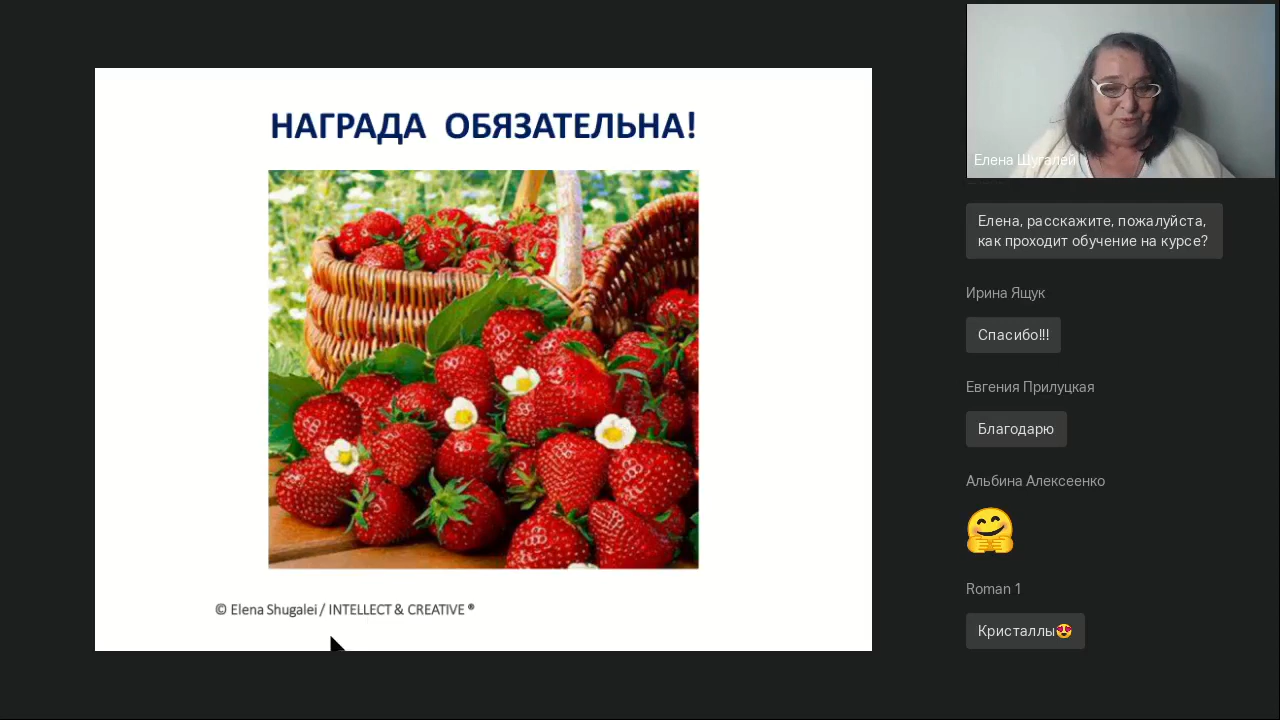 НАГРАДА ОБЯЗАТЕЛЬНА!
© Elena Shugalei / INTELLECT & CREATIVE ®
Елена Шугалей
Елена, расскажите, пожалуйста,
как проходит обучение на курсе?
Ирина Ящук
Спасибо!!!
Евгения Прилуцкая
Благодарю
Альбина Алексеенко
🤗
Roman 1
Кристаллы😍